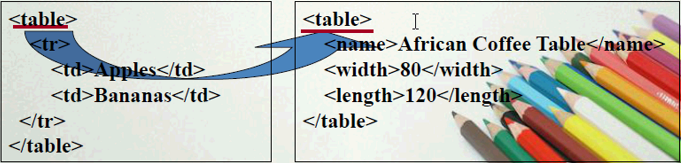 <table>
<tr>
<td>Apples</td>
<td>Bananas</td>
</tr>
</table>
<table>
<name>African Coffee Table</name>
<width>80</width>
<length>120</length>
</table>